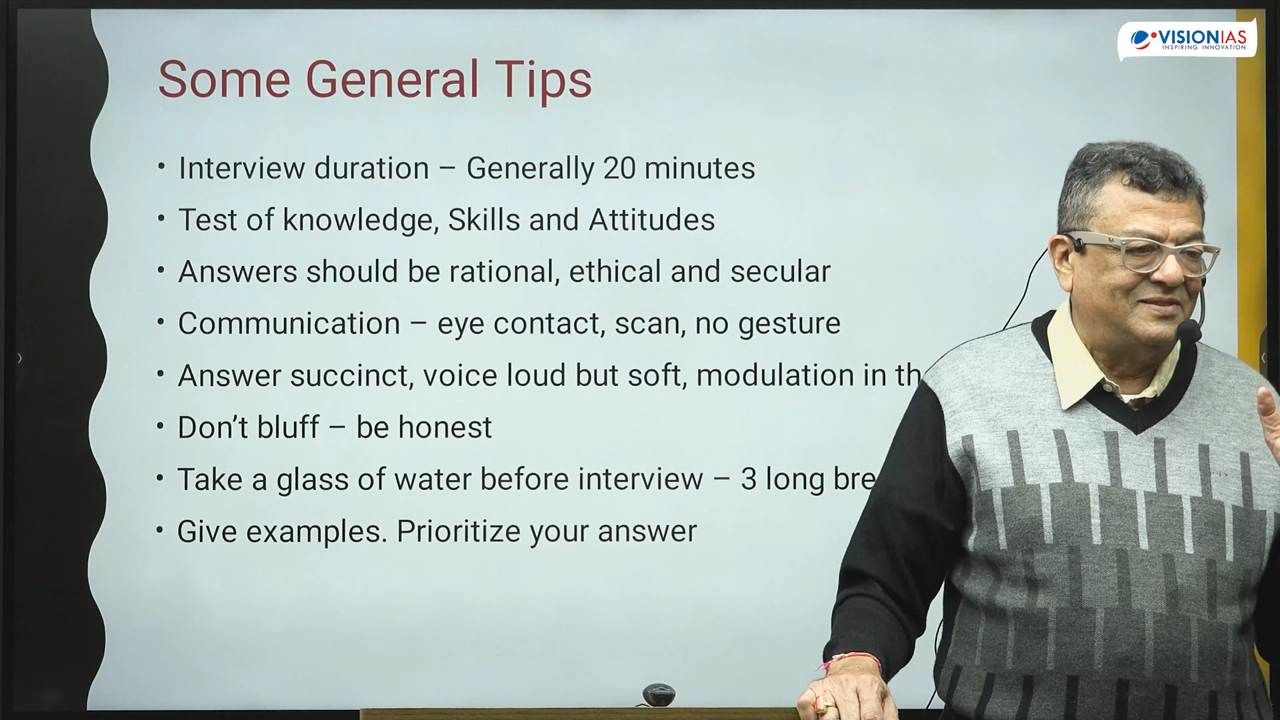 VISIONIAS
INSPIRING INNOVATION
Some General Tips
• Interview duration – Generally 20 minutes
• Test of knowledge, Skills and Attitudes
• Answers should be rational, ethical and secular
• Communication – eye contact, scan, no gesture
• Answer succinct, voice loud but soft, modulation in
• Don’t bluff – be honest
• Take a glass of water before interview – 3 long
• Give examples. Prioritize your answer